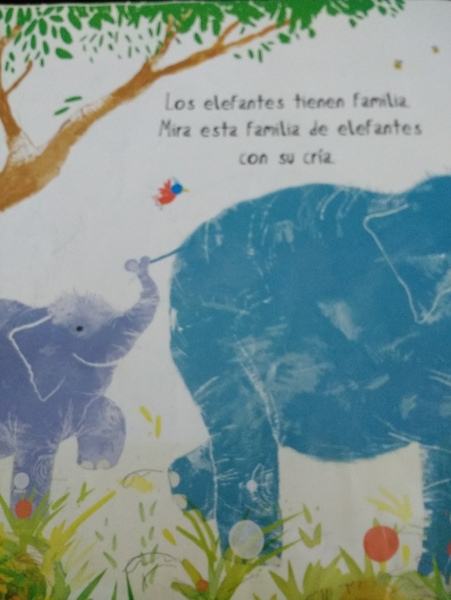 Los elefantes tienen familia.
Mira esta familia de elefantes
con su cría.